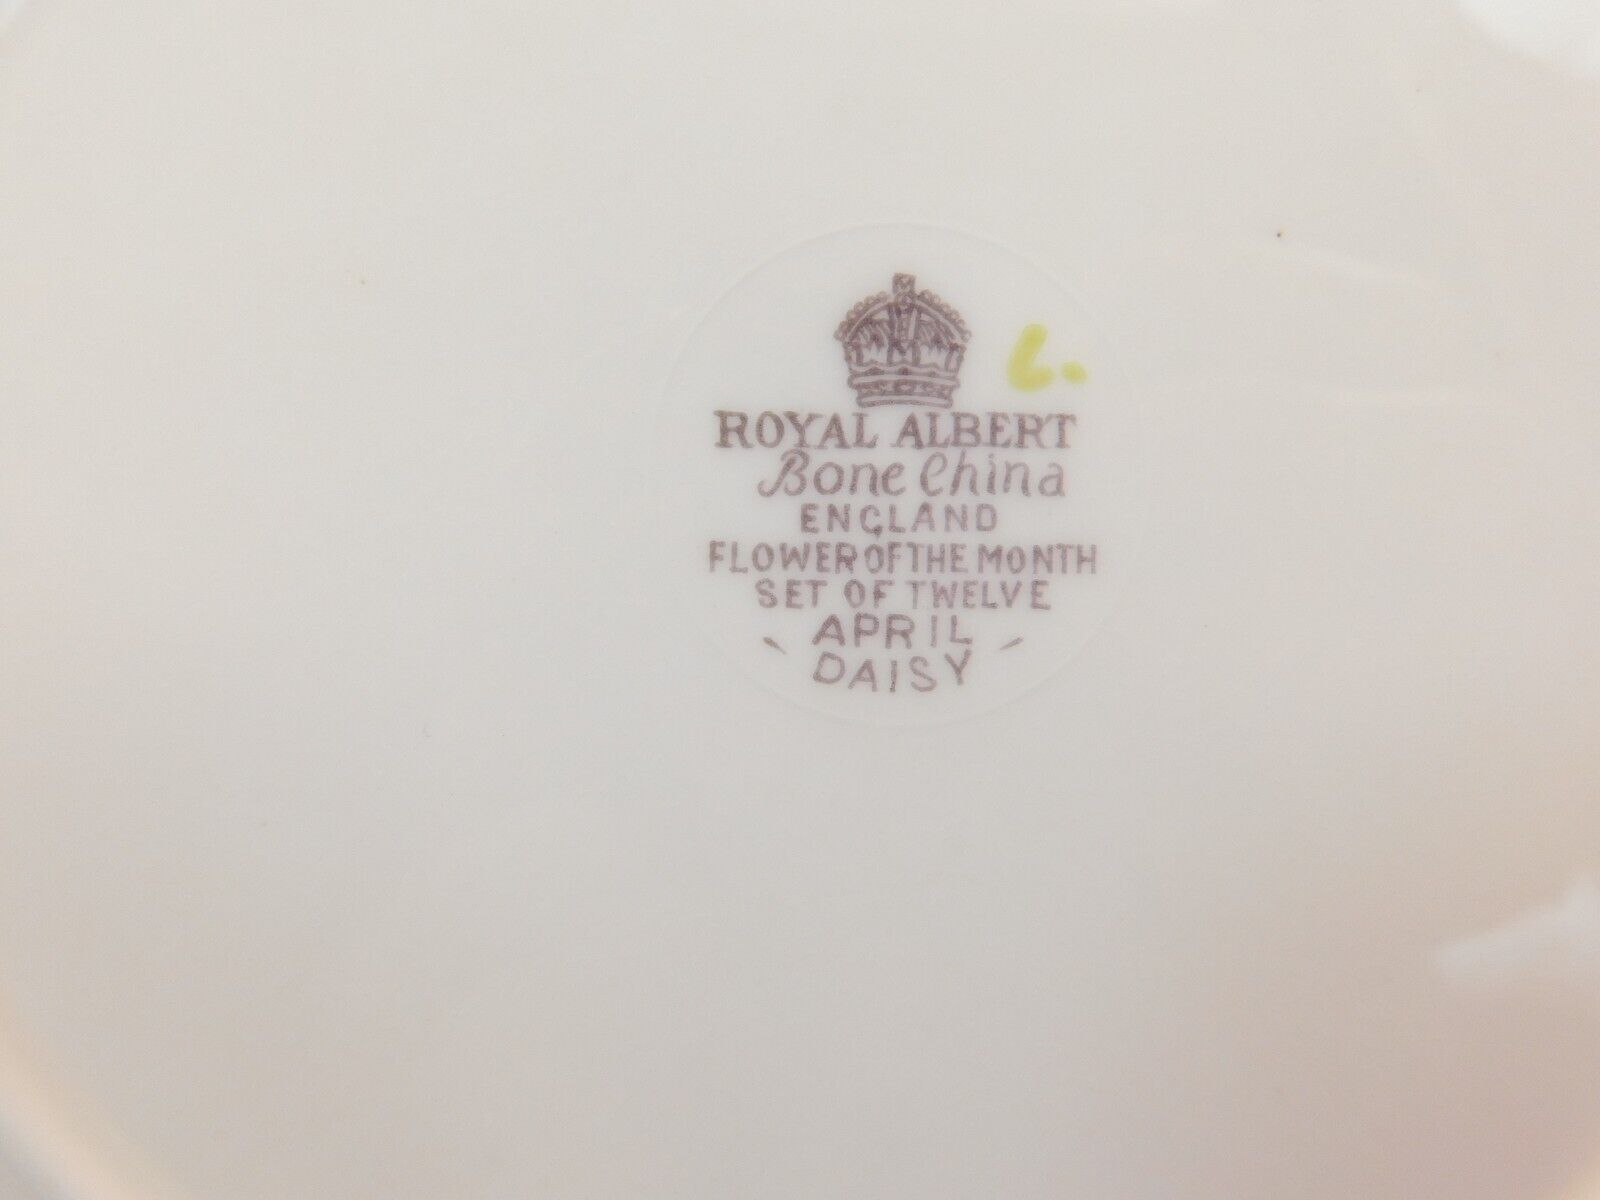 L.
ROYAL ALBERT
Bone China
ENGLAND
FLOWER OF THE MONTH
SET OF TWELVE
APRIL
DAISY